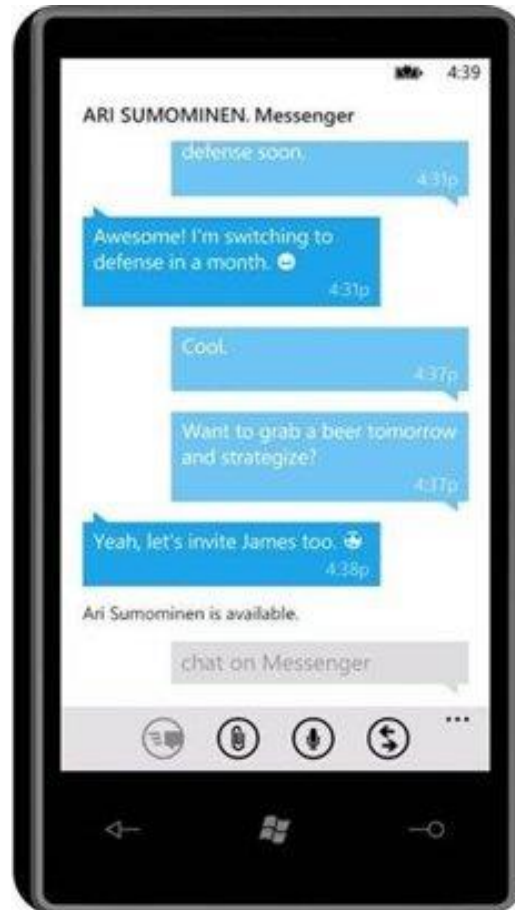 4:39
ARI SUMOMINEN. Messenger
defense soon.
4:31p
Awesome! I'm switching to
defense in a month.
4:31p
Cool.
4:37p
Want to grab a beer tomorrow
and strategize?
4:37p
Yeah, let's invite James too.
4:38p
Ari Sumominen is available.
chat on Messenger